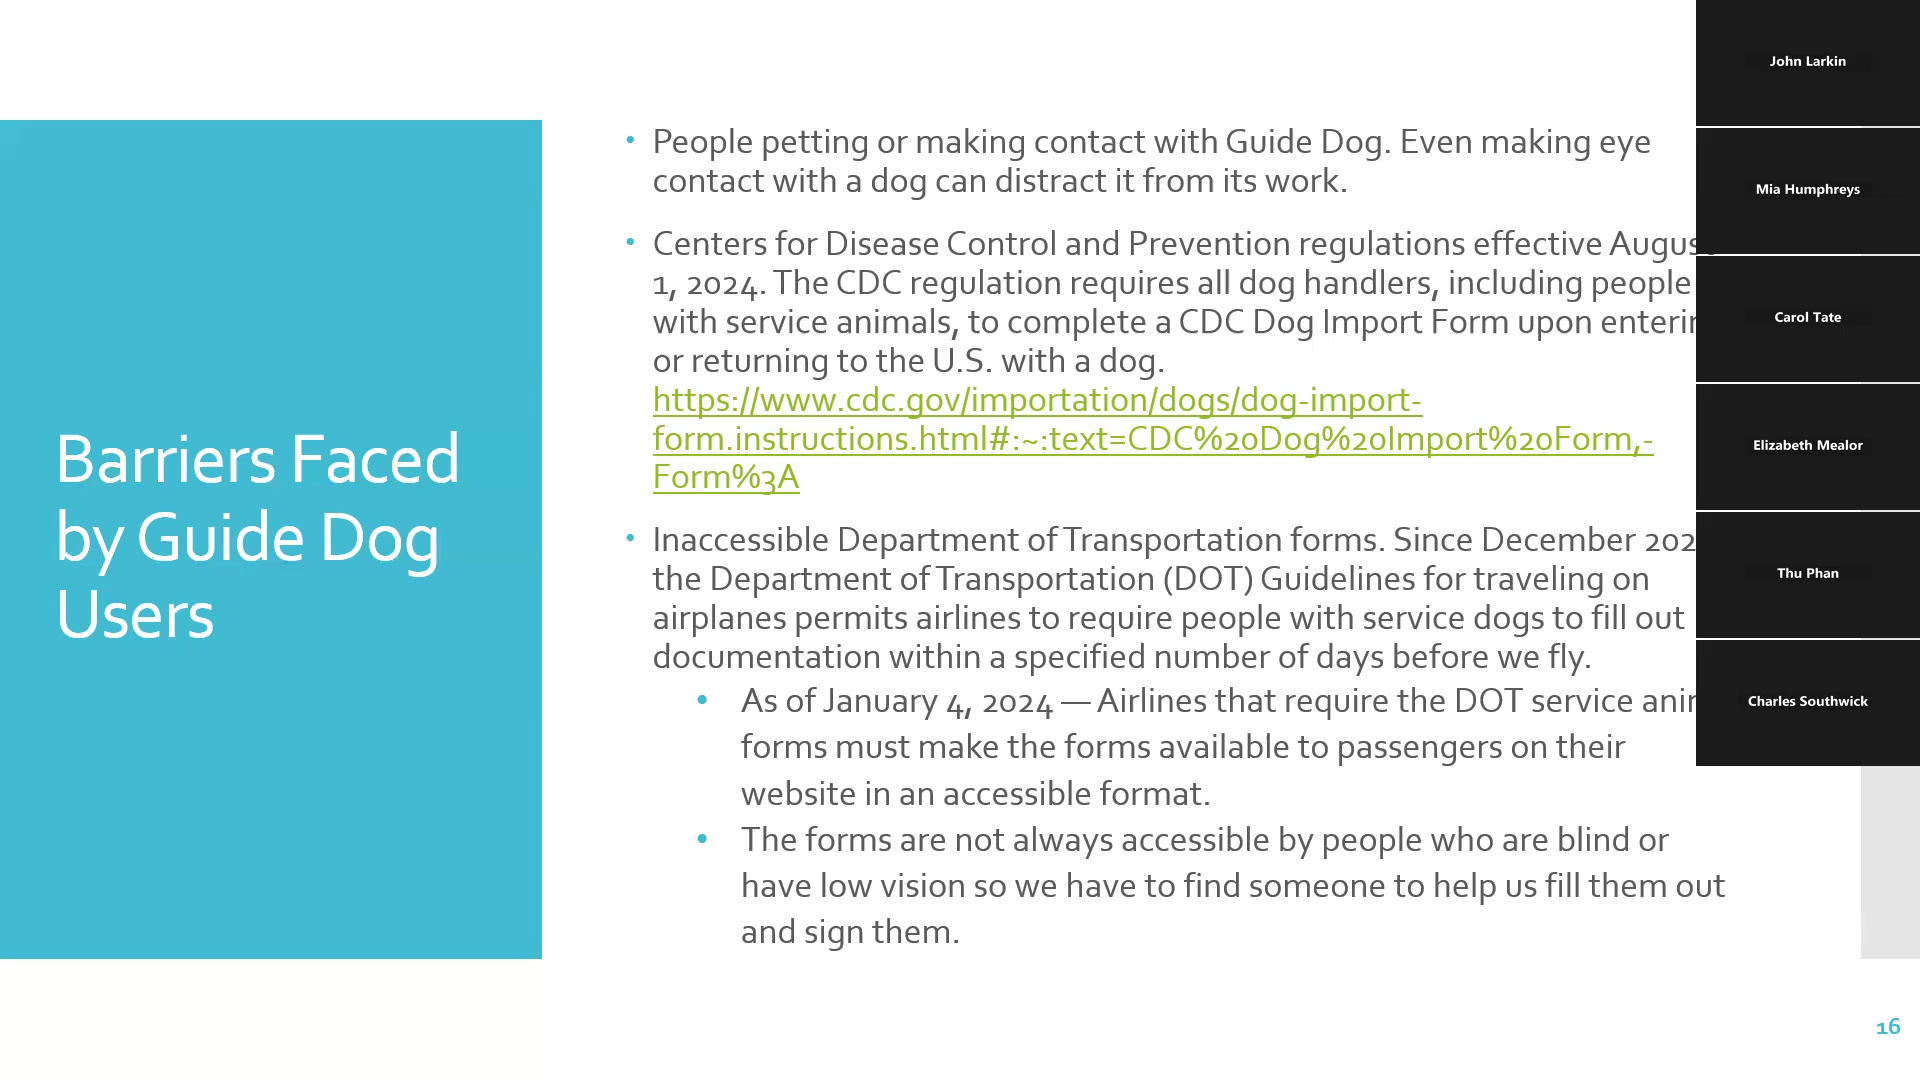 Barriers Faced
by Guide Dog
Users
• People petting or making contact with Guide Dog. Even making eye
contact with a dog can distract it from its work.
• Centers for Disease Control and Prevention regulations effective
1, 2024. The CDC regulation requires all dog handlers, including people
with service animals, to complete a CDC Dog Import Form upon
or returning to the U.S. with a dog.
https://www.cdc.gov/importation/dogs/dog-import-
form.instructions.html#:~:text=CDC%20Dog%20Import%20Form,-
Form%3A
• Inaccessible Department of Transportation forms. Since December
the Department of Transportation (DOT) Guidelines for traveling on
airplanes permits airlines to require people with service dogs to fill out
documentation within a specified number of days before we fly.
• As of January 4, 2024 — Airlines that require the DOT service
forms must make the forms available to passengers on their
website in an accessible format.
• The forms are not always accessible by people who are blind or
have low vision so we have to find someone to help us fill them out
and sign them.
John Larkin
Mia Humphreys
Carol Tate
Elizabeth Mealor
Thu Phan
Charles Southwick
16